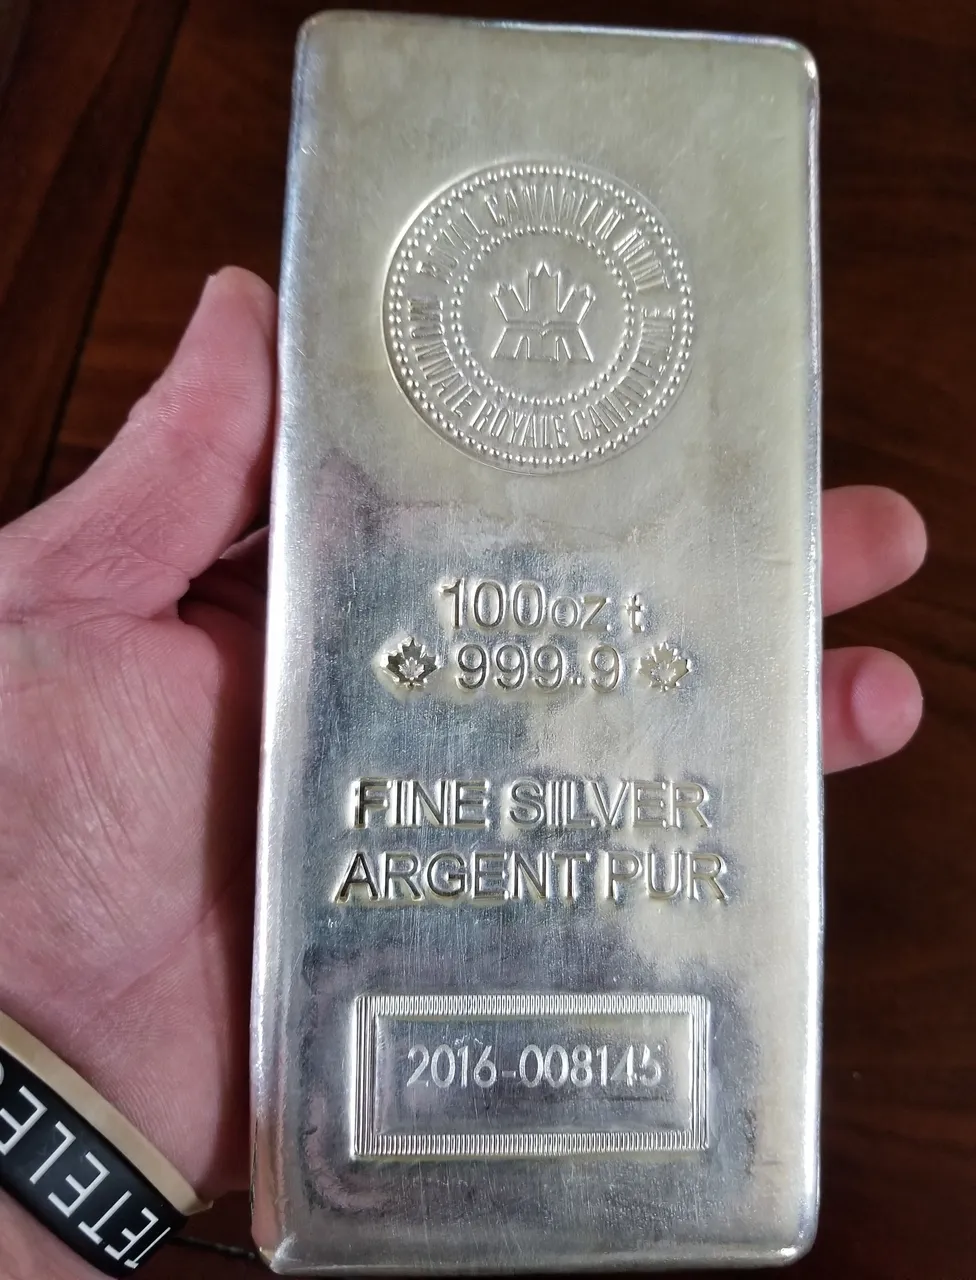 ROYAL CANADIAN MINT
MONNAIE ROYALE CANADIENNE
100oz t
999.9
FINE SILVER
ARGENT PUR
2016-008145